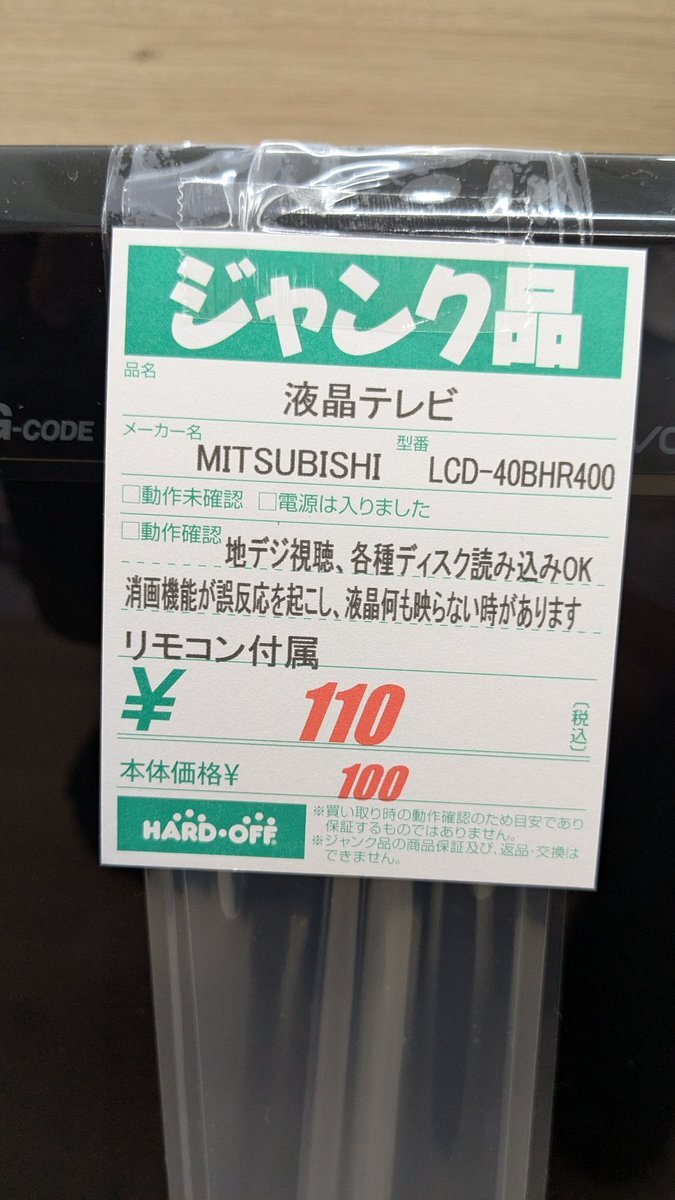 ジャンク品
品名
液晶テレビ
G-CODE
メーカー名
MITSUBISHI
型番
LCD-40BHR400
□動作未確認 □電源は入りました
□動作確認 地デジ視聴、各種ディスク読み込みOK
消画機能が誤反応を起こし、液晶何も映らない時があります
リモコン付属
¥ 110 〔税込〕
本体価格¥ 100
HARD・OFF
※買い取り時の動作確認のため目安であり
保証するものではありません。
※ジャンク品の商品保証及び、返品・交換は
できません。